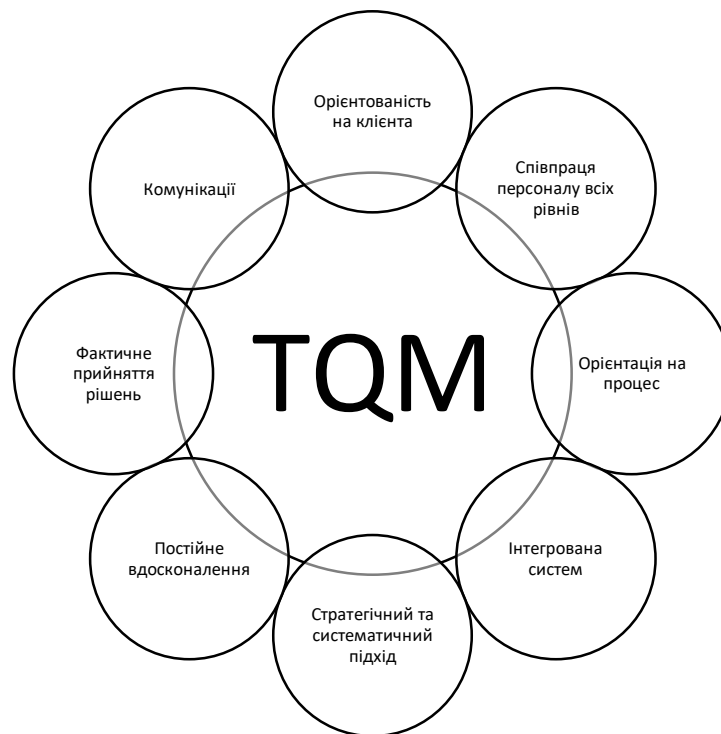 Орієнтованість
на клієнта
Співпраця
персоналу всіх
рівнів
Орієнтація на
процес
Інтегрована
систем
Стратегічний та
систематичний
підхід
Постійне
вдосконалення
Фактичне
прийняття
рішень
Комунікації
TQM